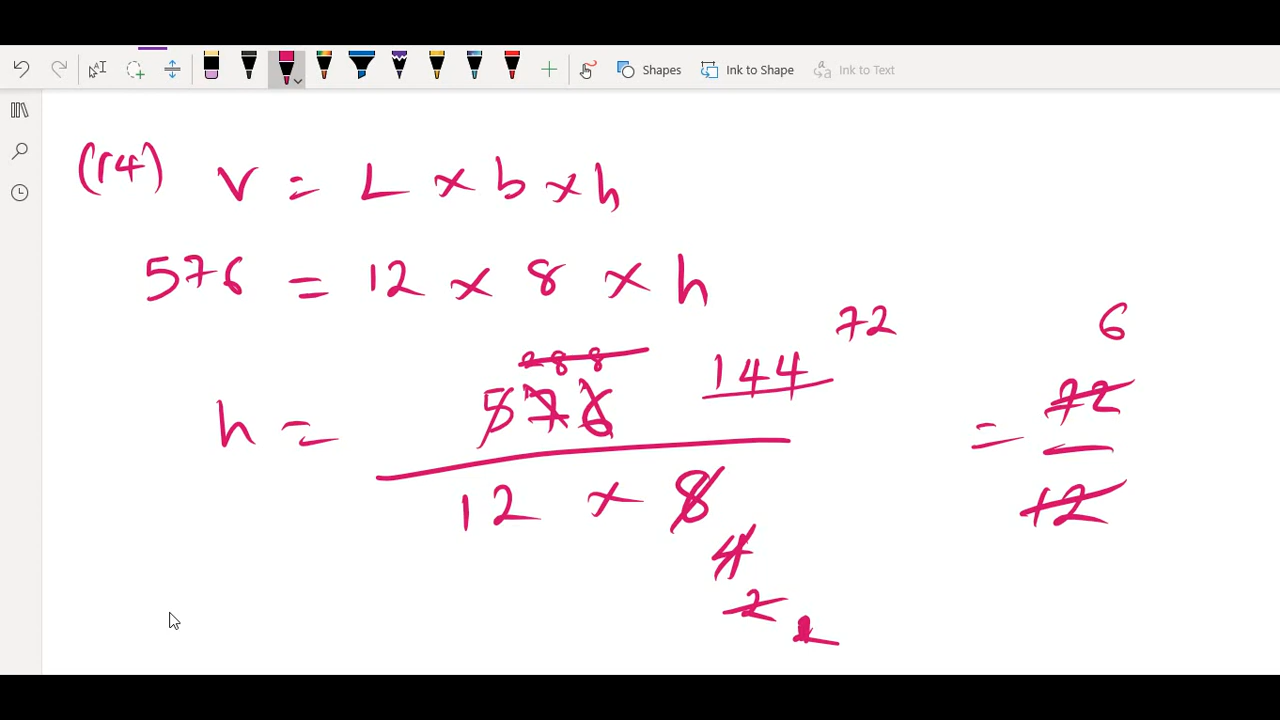 Shapes Ink to Shape Ink to Text
(14) V = L × b × h
576 = 12 × 8 × h
72 6
288 144
h = 576 = 72
12 × 8 12
4
2
1